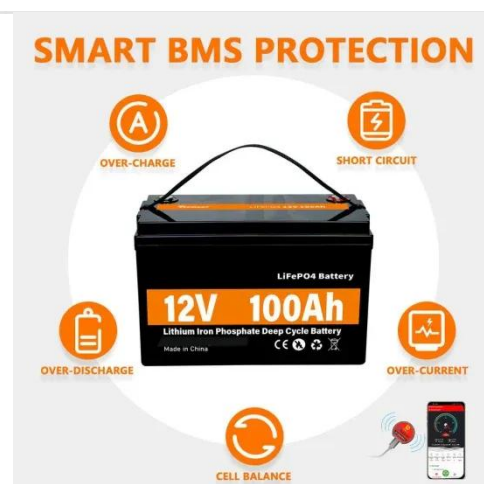 SMART BMS PROTECTION
OVER-CHARGE
SHORT CIRCUIT
LiFePO4 Battery
12V 100Ah
Lithium Iron Phosphate Deep Cycle Battery
Made in China
CE
OVER-DISCHARGE
OVER-CURRENT
CELL BALANCE